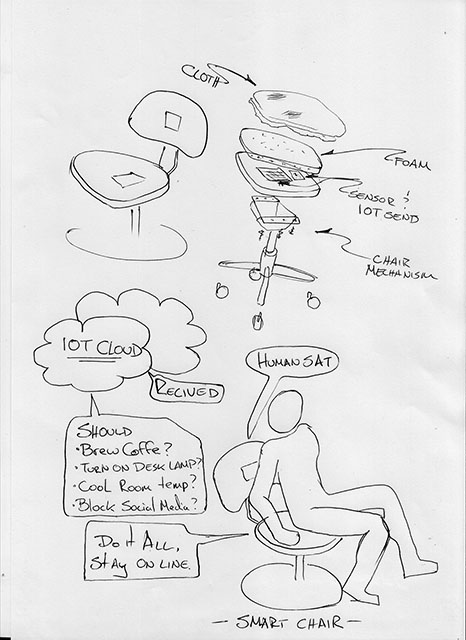 CLOTH
FOAM
SENSOR &
IOT SEND
CHAIR
MECHANISM
IOT CLOUD
RECIVED
HUMAN SAT
SHOULD
• BREW COFFE?
• TURN ON DESK LAMP?
• COOL ROOM TEMP?
• BLOCK SOCIAL MEDIA?
DO IT ALL,
STAY ON LINE.
— SMART CHAIR —